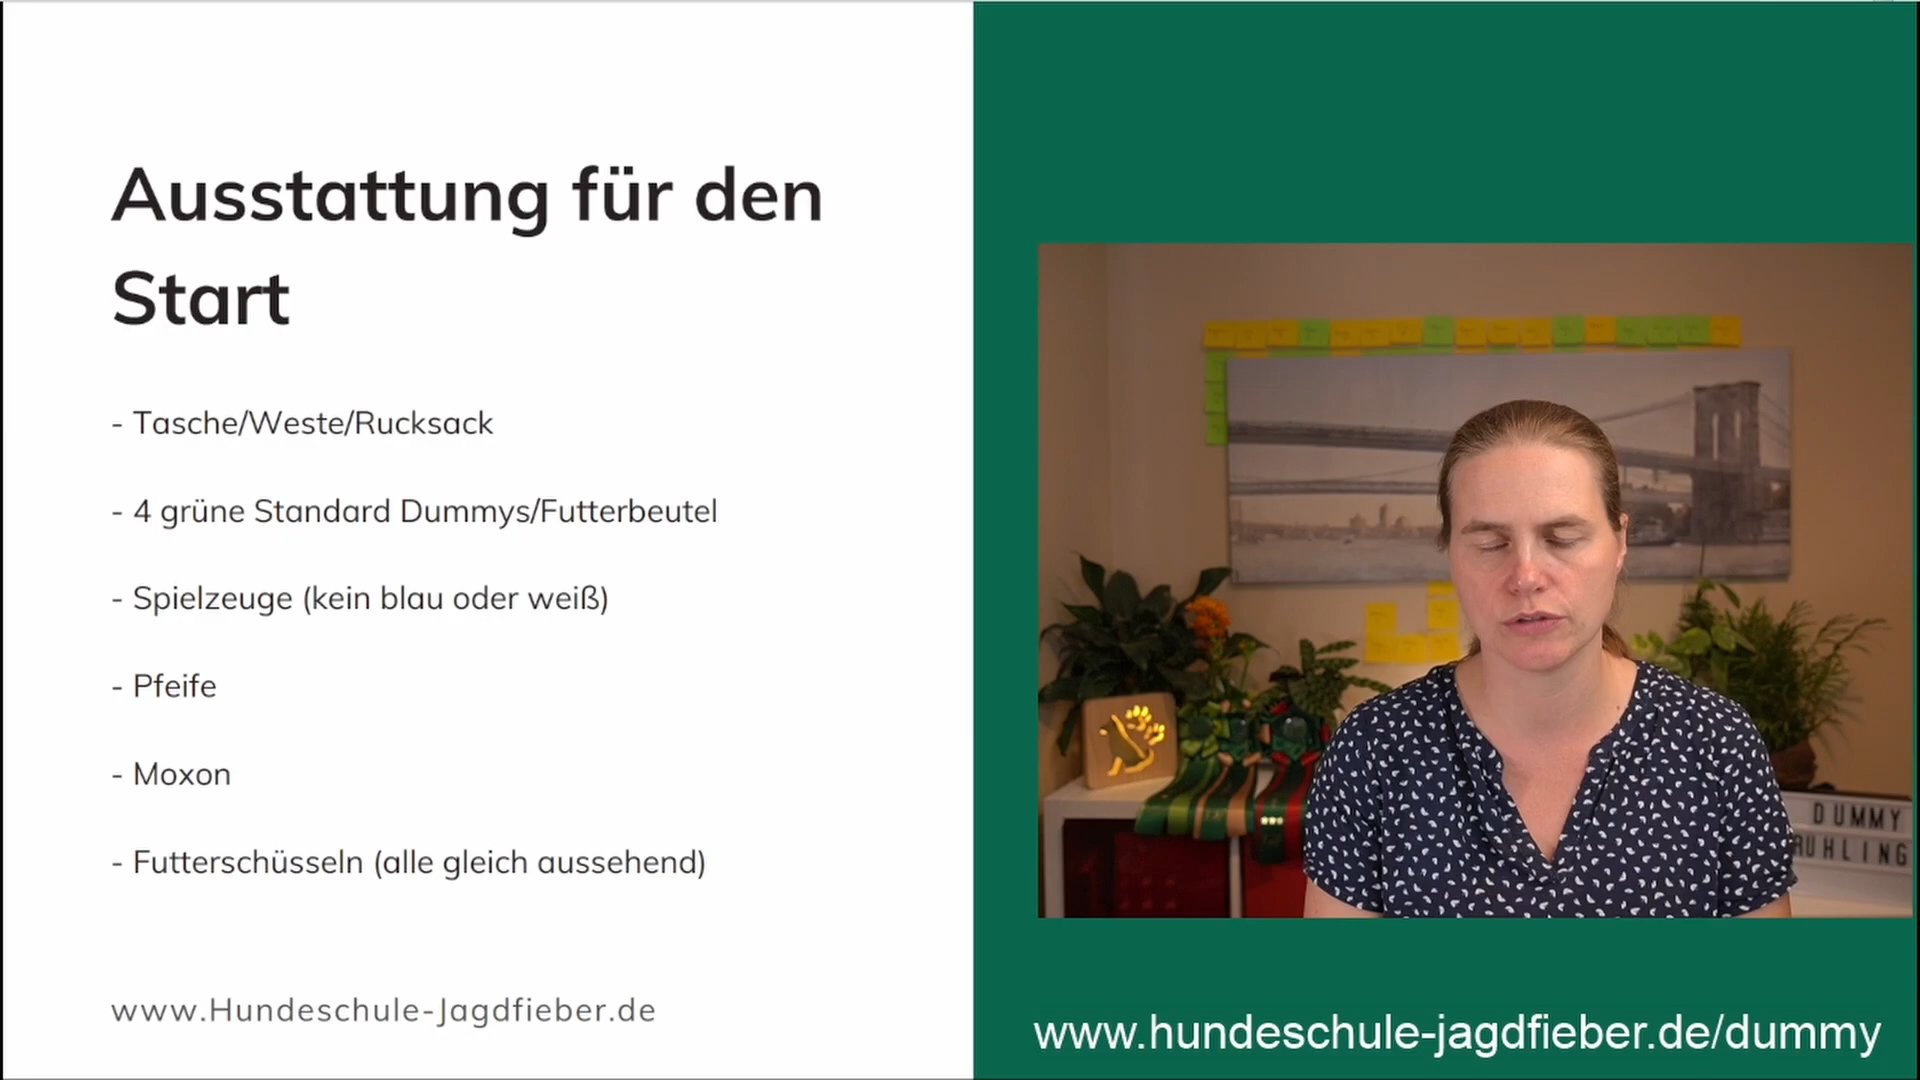 Ausstattung für den
Start
- Tasche/Weste/Rucksack
- 4 grüne Standard Dummys/Futterbeutel
- Spielzeuge (kein blau oder weiß)
- Pfeife
- Moxon
- Futterschüsseln (alle gleich aussehend)
www.Hundeschule-Jagdfieber.de
DUMMY
RUHLING
www.hundeschule-jagdfieber.de/dummy